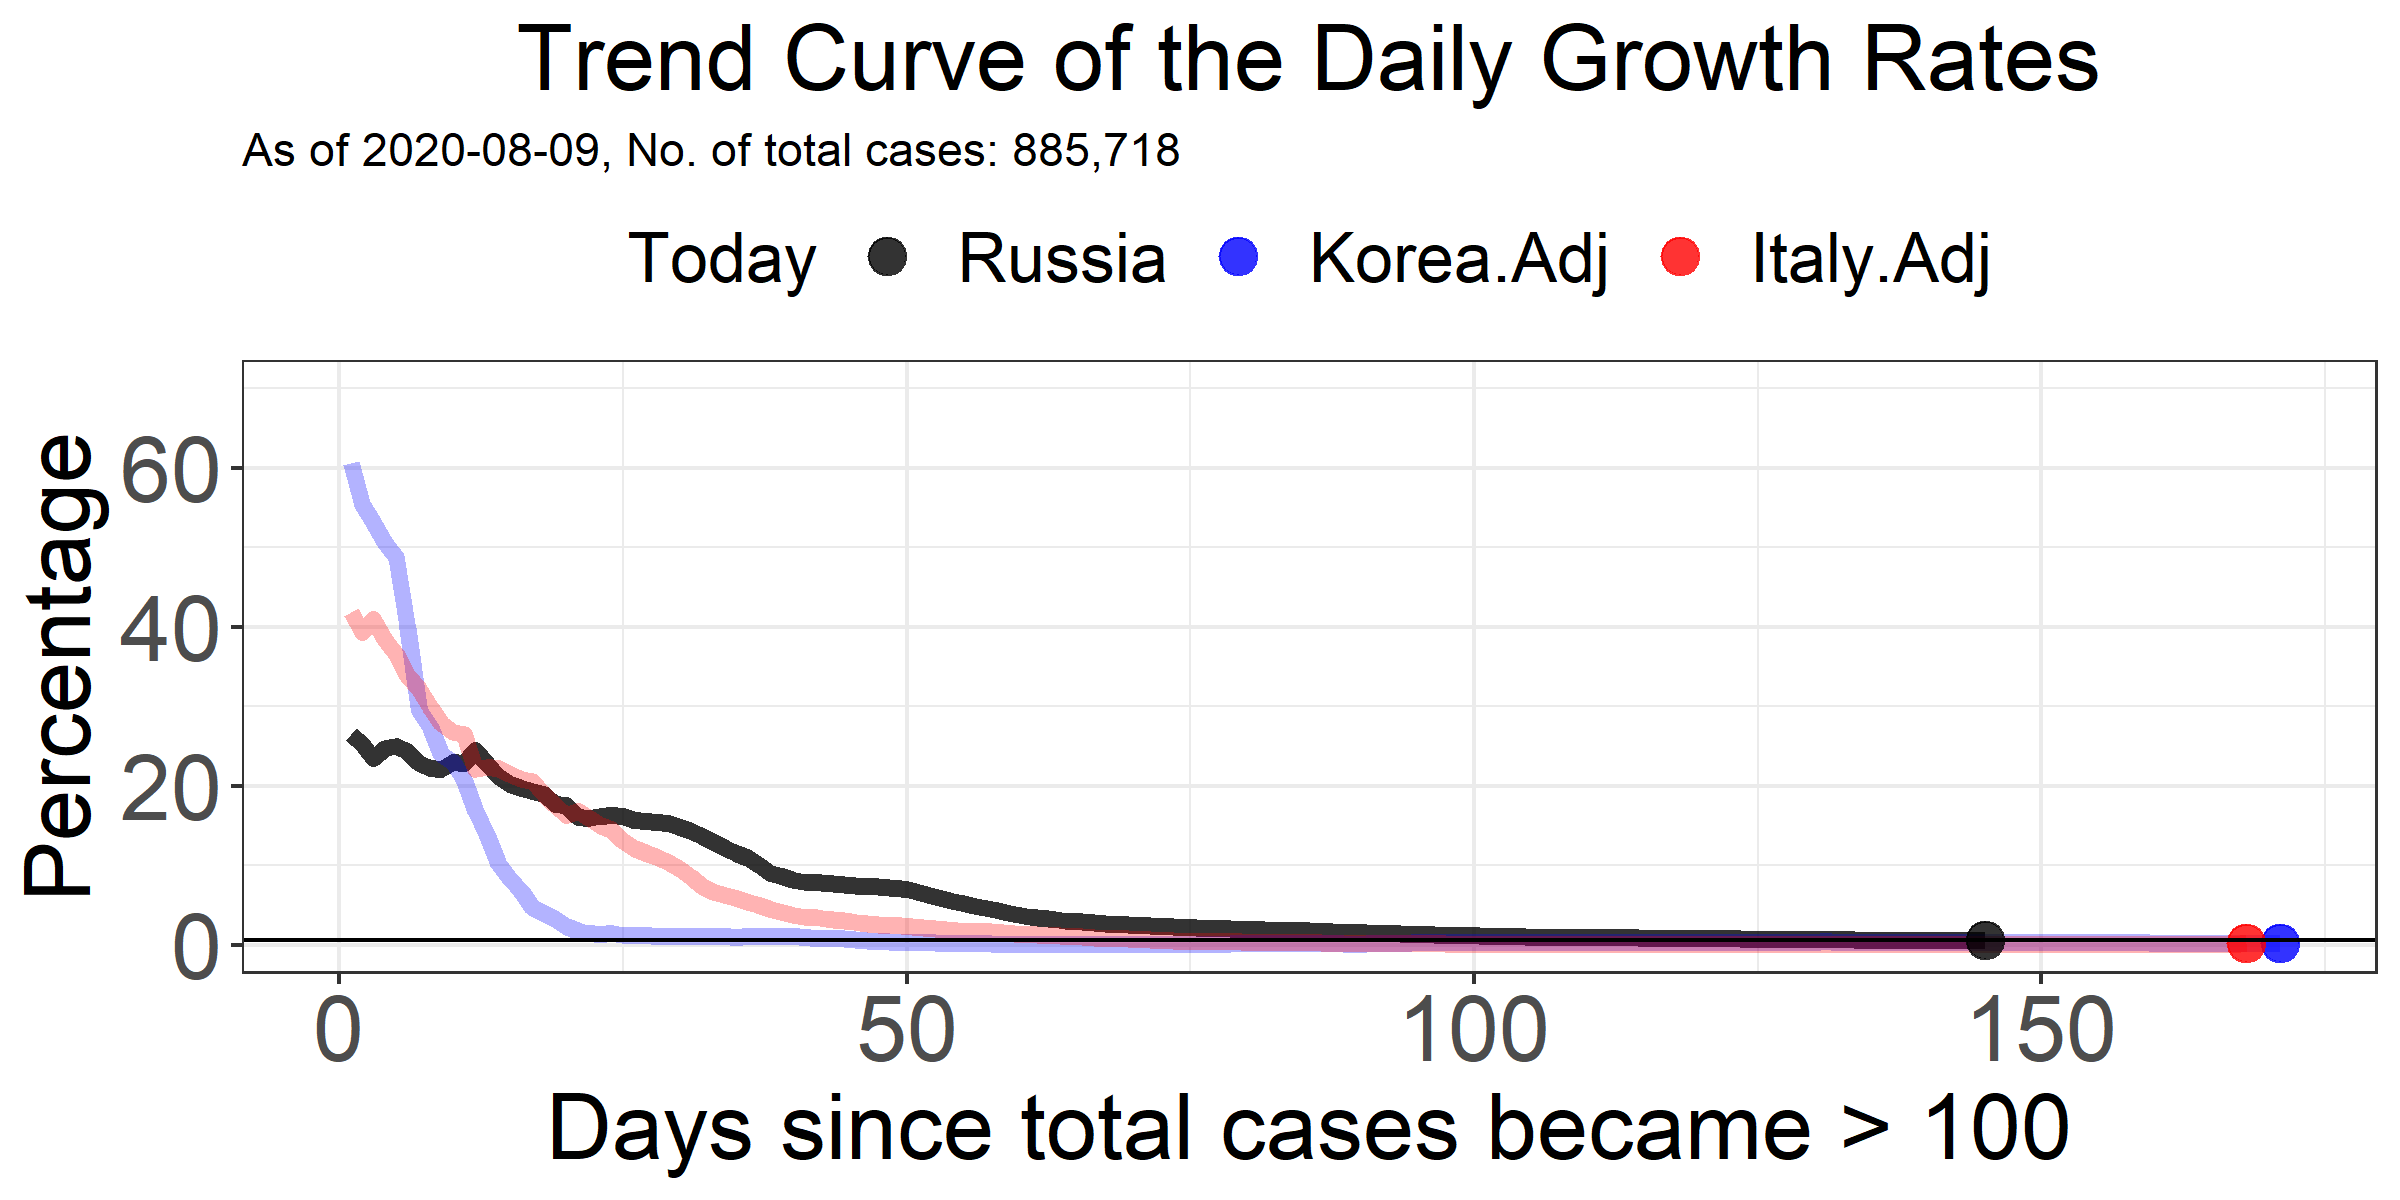 Trend Curve of the Daily Growth Rates
As of 2020-08-09, No. of total cases: 885,718
Today Russia Korea.Adj Italy.Adj
Percentage
60
40
20
0
0 50 100 150
Days since total cases became > 100